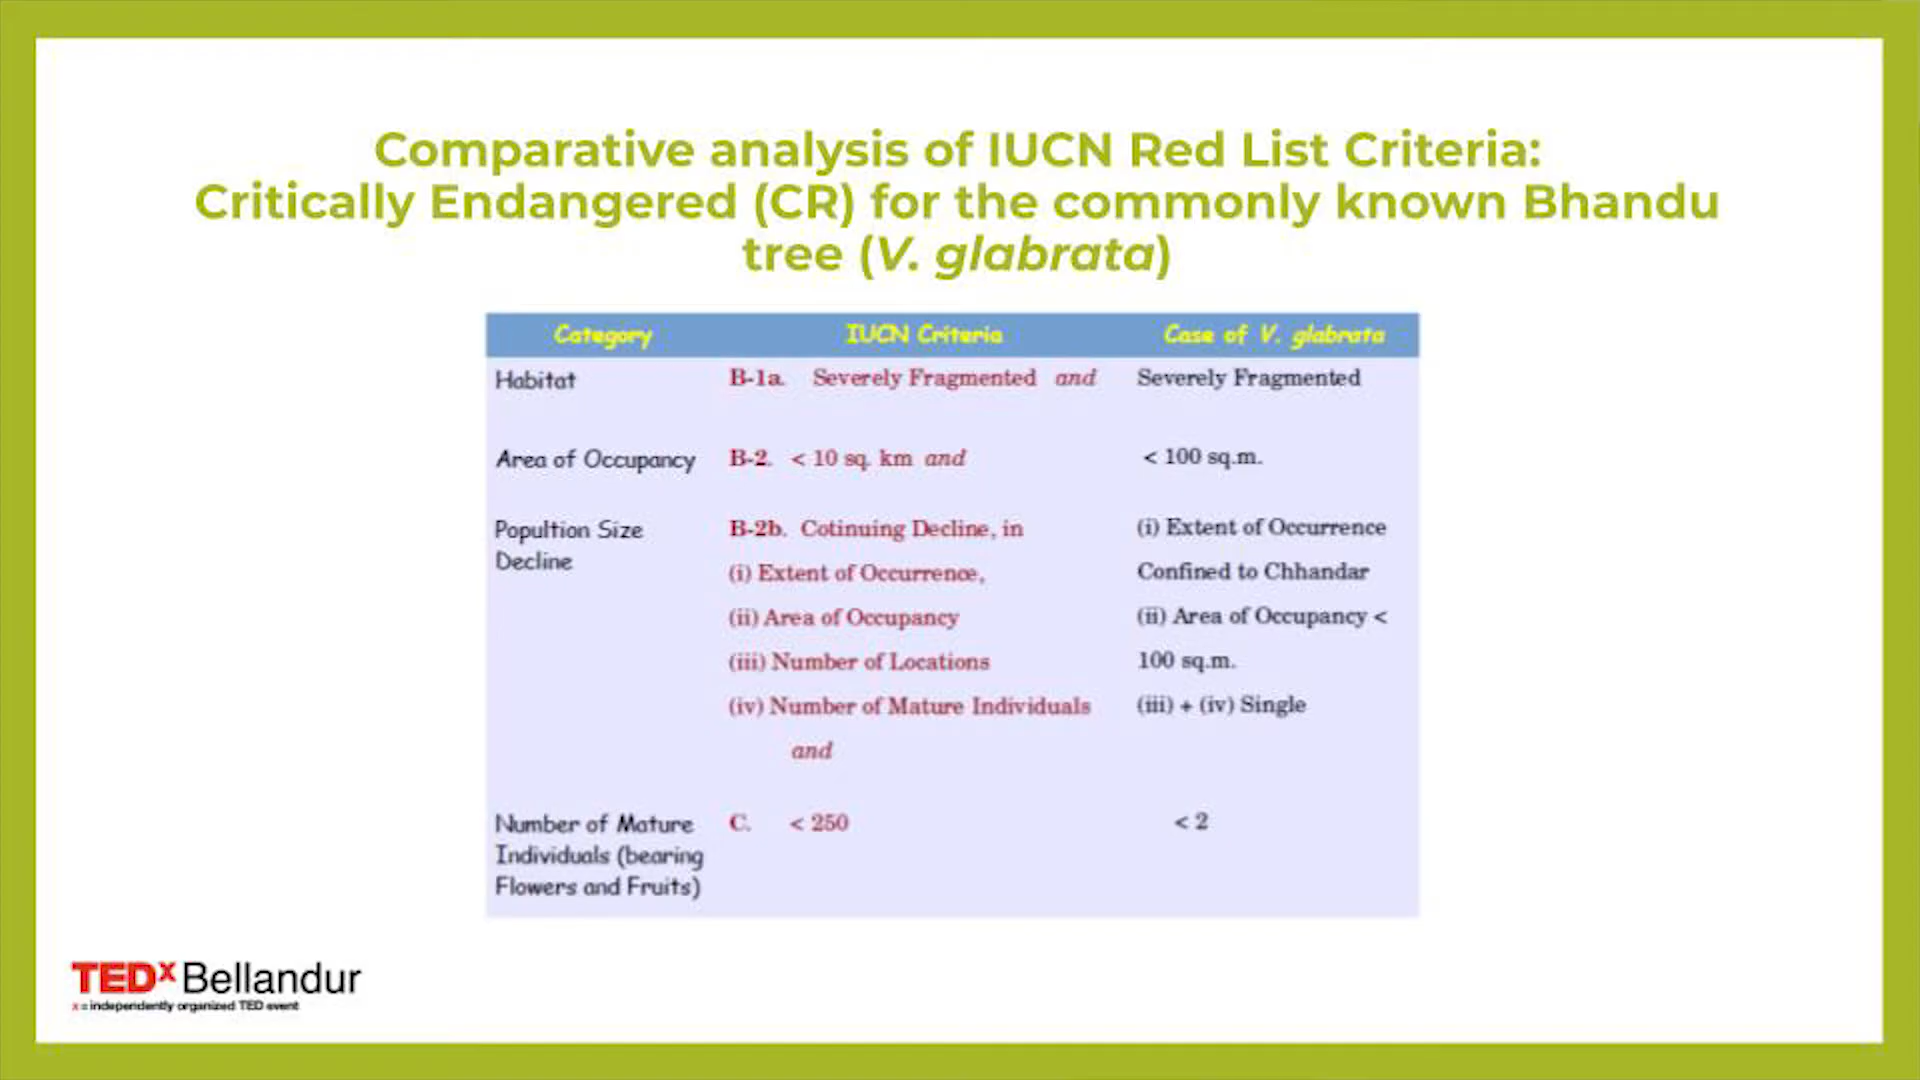 Comparative analysis of IUCN Red List Criteria:
Critically Endangered (CR) for the commonly known Bhandu
tree (V. glabrata)
Category IUCN Criteria Case of V. glabrata
Habitat B-1a. Severely Fragmented and Severely Fragmented
Area of Occupancy B-2. < 10 sq. km and < 100 sq.m.
Popultion Size
Decline
B-2b. Cotinuing Decline, in
(i) Extent of Occurrence,
(ii) Area of Occupancy
(iii) Number of Locations
(iv) Number of Mature Individuals
and
(i) Extent of Occurrence
Confined to Chhandar
(ii) Area of Occupancy <
100 sq.m.
(iii) + (iv) Single
Number of Mature
Individuals (bearing
Flowers and Fruits)
C. < 250
< 2
TEDx Bellandur
x = independently organized TED event